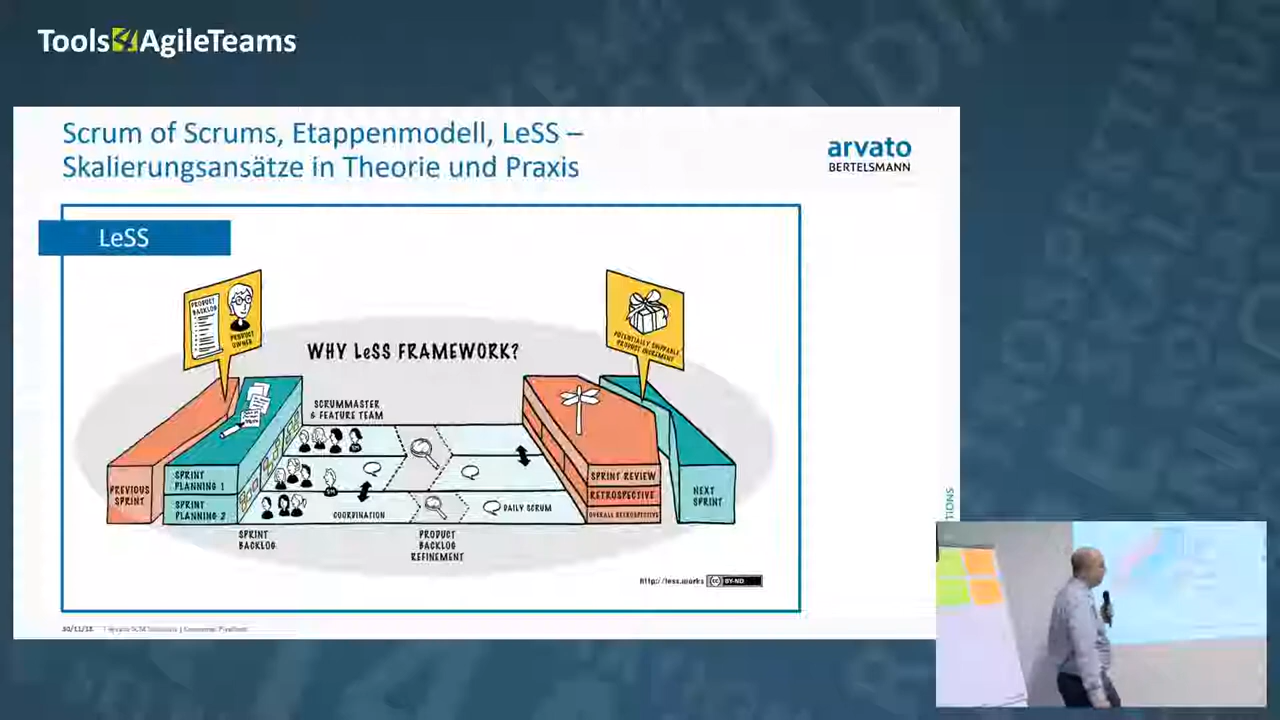 Tools4AgileTeams
Scrum of Scrums, Etappenmodell, LeSS –
Skalierungsansätze in Theorie und Praxis
arvato
BERTELSMANN
LeSS
PRODUCT
BACKLOG
PRODUCT
OWNER
POTENTIALLY SHIPPABLE
PRODUCT INCREMENT
WHY LeSS FRAMEWORK?
SCRUMMASTER
& FEATURE TEAM
PREVIOUS
SPRINT
SPRINT
PLANNING 1
SPRINT
PLANNING 2
SM
SPRINT REVIEW
RETROSPECTIVE
OVERALL RETROSPECTIVE
NEXT
SPRINT
COORDINATION
DAILY SCRUM
SPRINT
BACKLOG
PRODUCT
BACKLOG
REFINEMENT
http://less.works
cc BY-ND